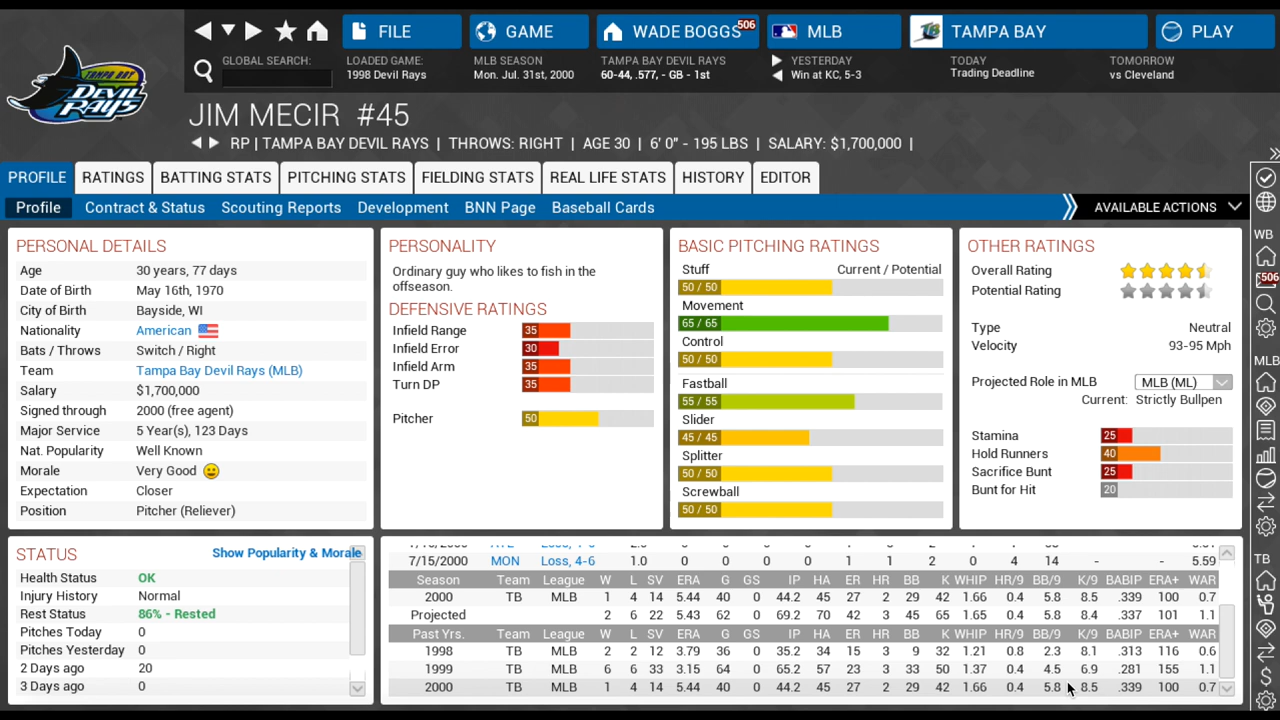 FILE GAME WADE BOGGS 506 MLB TAMPA BAY PLAY
GLOBAL SEARCH:
LOADED GAME:
1998 Devil Rays
MLB SEASON
Mon. Jul. 31st, 2000
TAMPA BAY DEVIL RAYS
60-44, .577, - GB - 1st
YESTERDAY
Win at KC, 5-3
TODAY
Trading Deadline
TOMORROW
vs Cleveland
TAMPA BAY
DEVIL
RAYS
JIM MECIR #45
RP | TAMPA BAY DEVIL RAYS | THROWS: RIGHT | AGE 30 | 6' 0" - 195 LBS | SALARY: $1,700,000 |
PROFILE RATINGS BATTING STATS PITCHING STATS FIELDING STATS REAL LIFE STATS HISTORY EDITOR
Profile Contract & Status Scouting Reports Development BNN Page Baseball Cards AVAILABLE ACTIONS
PERSONAL DETAILS
Age 30 years, 77 days
Date of Birth May 16th, 1970
City of Birth Bayside, WI
Nationality American
Bats / Throws Switch / Right
Team Tampa Bay Devil Rays (MLB)
Salary $1,700,000
Signed through 2000 (free agent)
Major Service 5 Year(s), 123 Days
Nat. Popularity Well Known
Morale Very Good
Expectation Closer
Position Pitcher (Reliever)
PERSONALITY
Ordinary guy who likes to fish in the
offseason.
DEFENSIVE RATINGS
Infield Range 35
Infield Error 30
Infield Arm 35
Turn DP 35
Pitcher 50
BASIC PITCHING RATINGS
Stuff Current / Potential
50 / 50
Movement
65 / 65
Control
50 / 50
Fastball
55 / 55
Slider
45 / 45
Splitter
50 / 50
Screwball
50 / 50
OTHER RATINGS
Overall Rating
Potential Rating
Type Neutral
Velocity 93-95 Mph
Projected Role in MLB MLB (ML)
Current: Strictly Bullpen
Stamina 25
Hold Runners 40
Sacrifice Bunt 25
Bunt for Hit 20
WB
506
MLB
TB
STATUS Show Popularity & Morale
Health Status OK
Injury History Normal
Rest Status 86% - Rested
Pitches Today 0
Pitches Yesterday 0
2 Days ago 20
3 Days ago 0
7/15/2000 MON Loss, 4-6 1.0 0 0 0 0 1 1 2 0 4 14 - - 5.59
Season Team League W L SV ERA G GS IP HA ER HR BB K WHIP HR/9 BB/9 K/9 BABIP ERA+ WAR
2000 TB MLB 1 4 14 5.44 40 0 44.2 45 27 2 29 42 1.66 0.4 5.8 8.5 .339 100 0.7
Projected 2 6 22 5.43 62 0 69.2 70 42 3 45 65 1.65 0.4 5.8 8.4 .337 101 1.1
Past Yrs. Team League W L SV ERA G GS IP HA ER HR BB K WHIP HR/9 BB/9 K/9 BABIP ERA+ WAR
1998 TB MLB 2 2 12 3.79 36 0 35.2 34 15 3 9 32 1.21 0.8 2.3 8.1 .313 116 0.6
1999 TB MLB 6 6 33 3.15 64 0 65.2 57 23 3 33 50 1.37 0.4 4.5 6.9 .281 155 1.1
2000 TB MLB 1 4 14 5.44 40 0 44.2 45 27 2 29 42 1.66 0.4 5.8 8.5 .339 100 0.7